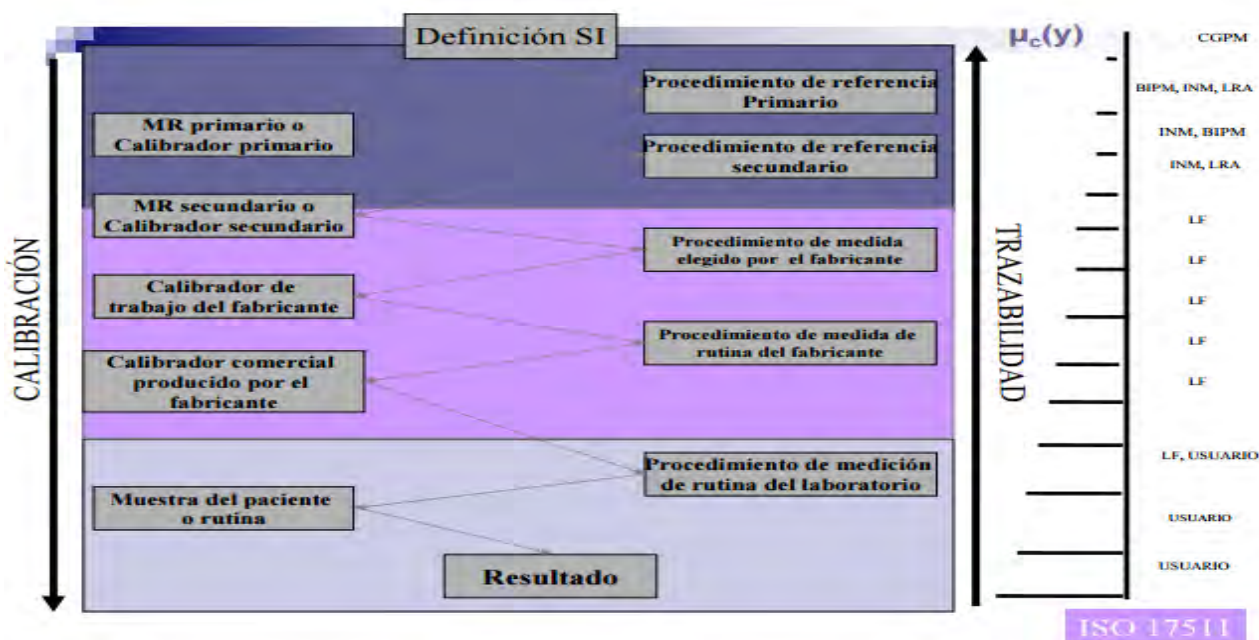 Definición SI
μc(y)
CGPM
Procedimiento de referencia
Primario
BIPM, INM, LRA
MR primario o
Calibrador primario
Procedimiento de referencia
secundario
INM, BIPM
INM, LRA
MR secundario o
Calibrador secundario
LF
Procedimiento de medida
elegido por el fabricante
LF
Calibrador de
trabajo del fabricante
LF
Procedimiento de medida de
rutina del fabricante
LF
Calibrador comercial
producido por el
fabricante
LF
CALIBRACIÓN
TRAZABILIDAD
Procedimiento de medición
de rutina del laboratorio
LF, USUARIO
Muestra del paciente
o rutina
USUARIO
Resultado
USUARIO
ISO 17511